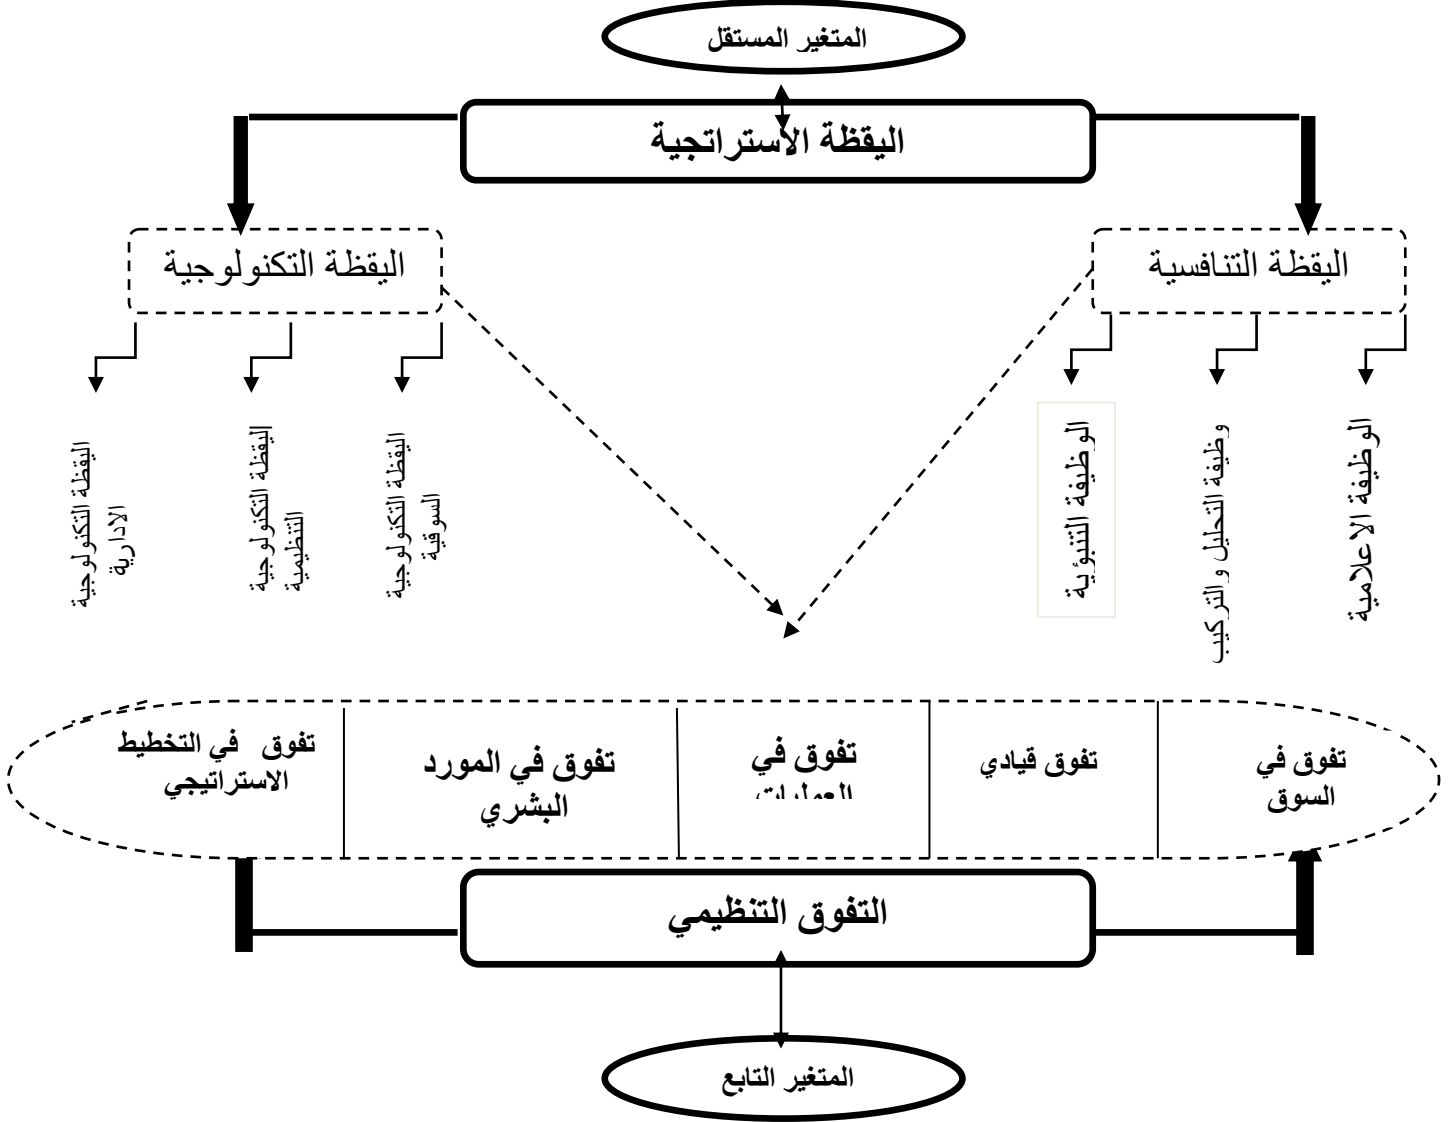 المتغير المستقل
اليقظة الاستراتجية
اليقظة التنافسية
اليقظة التكنولوجية
الوظيفة الاعلامية
وظيفة التحليل والتركيب
الوظيفة التنبؤية
اليقظة التكنولوجية
السوقية
اليقظة التكنولوجية
التنظيمية
اليقظة التكنولوجية
الادارية
تفوق في
السوق
تفوق قيادي
تفوق في
العمليات
تفوق في المورد
البشري
تفوق في التخطيط
الاستراتيجي
التفوق التنظيمي
المتغير التابع